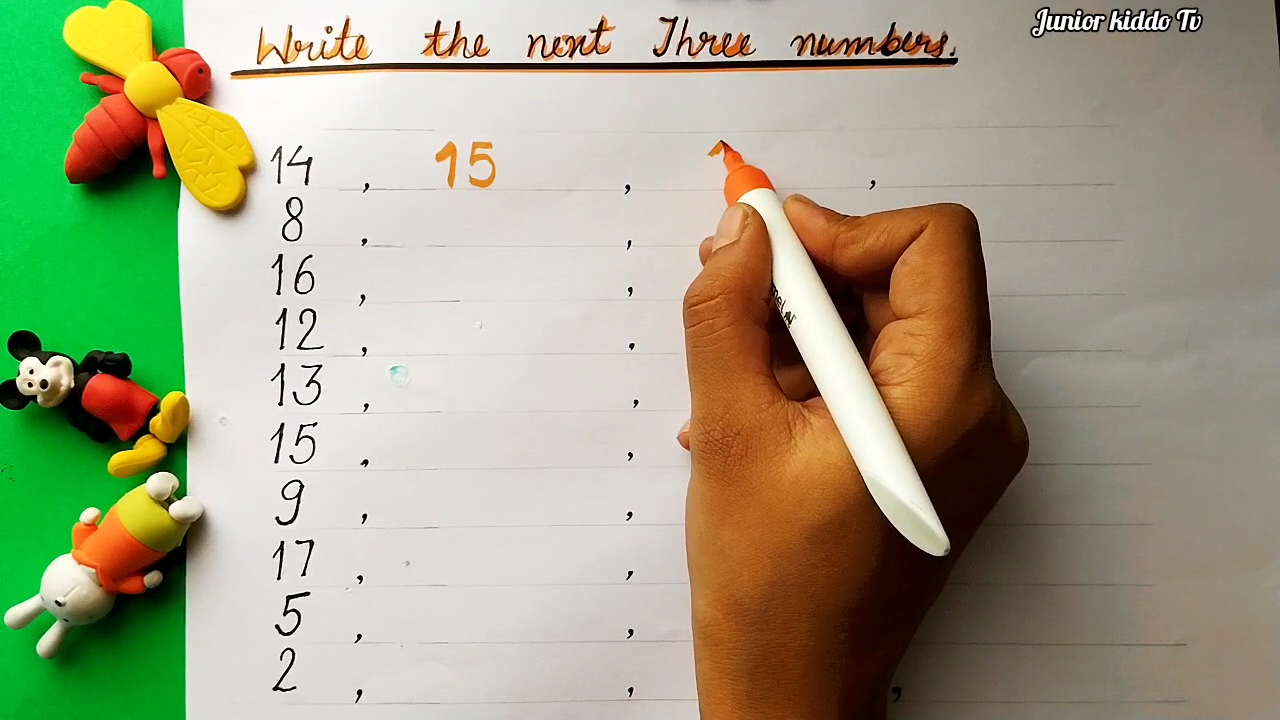 Junior kiddo Tv
Write the next Three numbers.
14 , 15 , ,
8 , ,
16 , ,
12 , .
13 , ,
15 , ,
9 , ,
17 , ,
5 , ,
2 , , ,